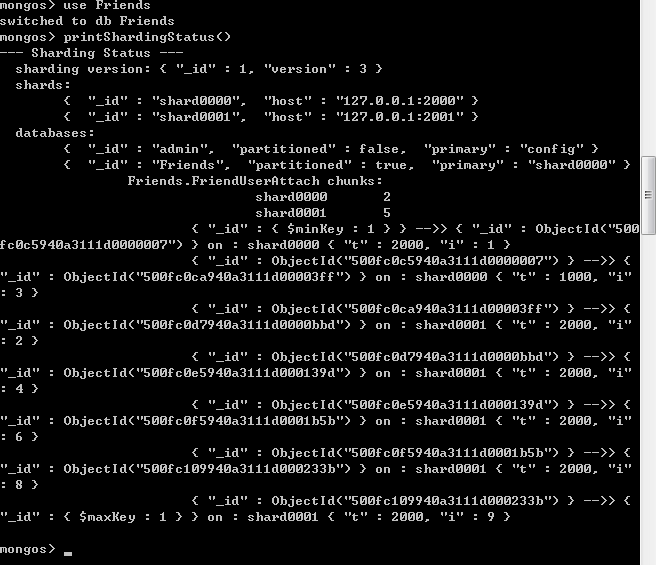 mongos> use Friends
switched to db Friends
mongos> printShardingStatus()
--- Sharding Status ---
  sharding version: { "_id" : 1, "version" : 3 }
  shards:
        {  "_id" : "shard0000",  "host" : "127.0.0.1:2000" }
        {  "_id" : "shard0001",  "host" : "127.0.0.1:2001" }
  databases:
        {  "_id" : "admin",  "partitioned" : false,  "primary" : "config" }
        {  "_id" : "Friends",  "partitioned" : true,  "primary" : "shard0000" }
                Friends.FriendUserAttach chunks:
                                shard0000       2
                                shard0001       5
                        { "_id" : { $minKey : 1 } } -->> { "_id" : ObjectId("500
fc0c5940a3111d0000007") } on : shard0000 { "t" : 2000, "i" : 1 }
                        { "_id" : ObjectId("500fc0c5940a3111d0000007") } -->> {
"_id" : ObjectId("500fc0ca940a3111d00003ff") } on : shard0000 { "t" : 1000, "i"
: 3 }
                        { "_id" : ObjectId("500fc0ca940a3111d00003ff") } -->> {
"_id" : ObjectId("500fc0d7940a3111d0000bbd") } on : shard0001 { "t" : 2000, "i"
: 2 }
                        { "_id" : ObjectId("500fc0d7940a3111d0000bbd") } -->> {
"_id" : ObjectId("500fc0e5940a3111d000139d") } on : shard0001 { "t" : 2000, "i"
: 4 }
                        { "_id" : ObjectId("500fc0e5940a3111d000139d") } -->> {
"_id" : ObjectId("500fc0f5940a3111d0001b5b") } on : shard0001 { "t" : 2000, "i"
: 6 }
                        { "_id" : ObjectId("500fc0f5940a3111d0001b5b") } -->> {
"_id" : ObjectId("500fc109940a3111d000233b") } on : shard0001 { "t" : 2000, "i"
: 8 }
                        { "_id" : ObjectId("500fc109940a3111d000233b") } -->> {
"_id" : { $maxKey : 1 } } on : shard0001 { "t" : 2000, "i" : 9 }
mongos> _